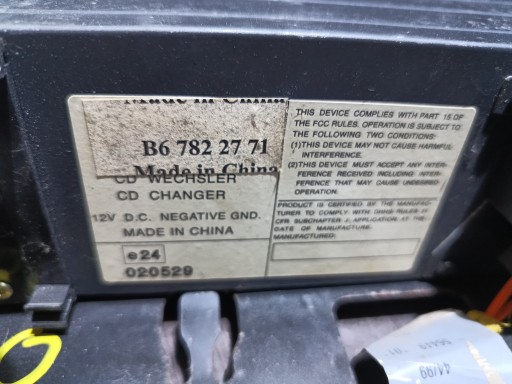 Made in China
B6 782 27 71
Made in China
CD WECHSLER
CD CHANGER
12V D.C. NEGATIVE GND.
MADE IN CHINA
e24
020529
THIS DEVICE COMPLIES WITH PART 15 OF
THE FCC RULES. OPERATION IS SUBJECT TO
THE FOLLOWING TWO CONDITIONS:
(1)THIS DEVICE MAY NOT CAUSE HARMFUL
INTERFERENCE.
(2)THIS DEVICE MUST ACCEPT ANY INTER-
FERENCE RECEIVED INCLUDING INTER-
FERENCE THAT MAY CAUSE UNDESIRED
OPERATION.
PRODUCT IS CERTIFIED BY THE MANUFAC-
TURER TO COMPLY WITH DHHS RULES 21
CFR SUBCHAPTER J, APPLICATION AT THE
DATE OF MANUFACTURE.
MANUFACTURED:
44/99